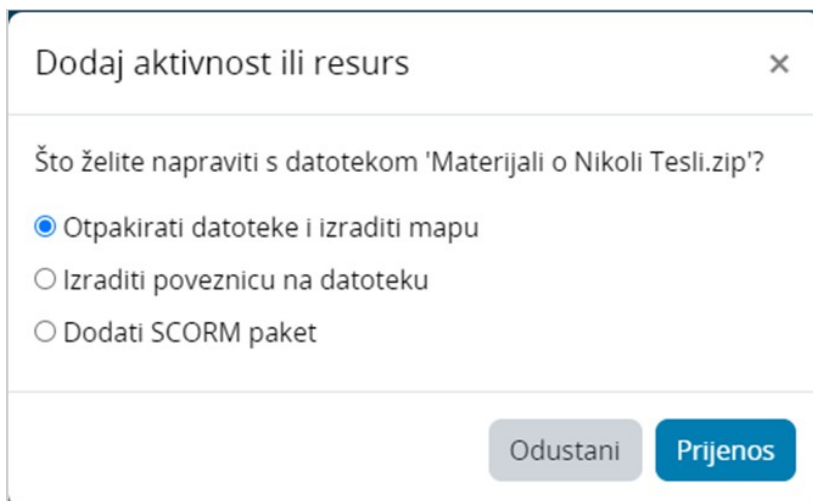 Dodaj aktivnost ili resurs ×
Što želite napraviti s datotekom 'Materijali o Nikoli Tesli.zip'?
Otpakirati datoteke i izraditi mapu
Izraditi poveznicu na datoteku
Dodati SCORM paket
Odustani Prijenos